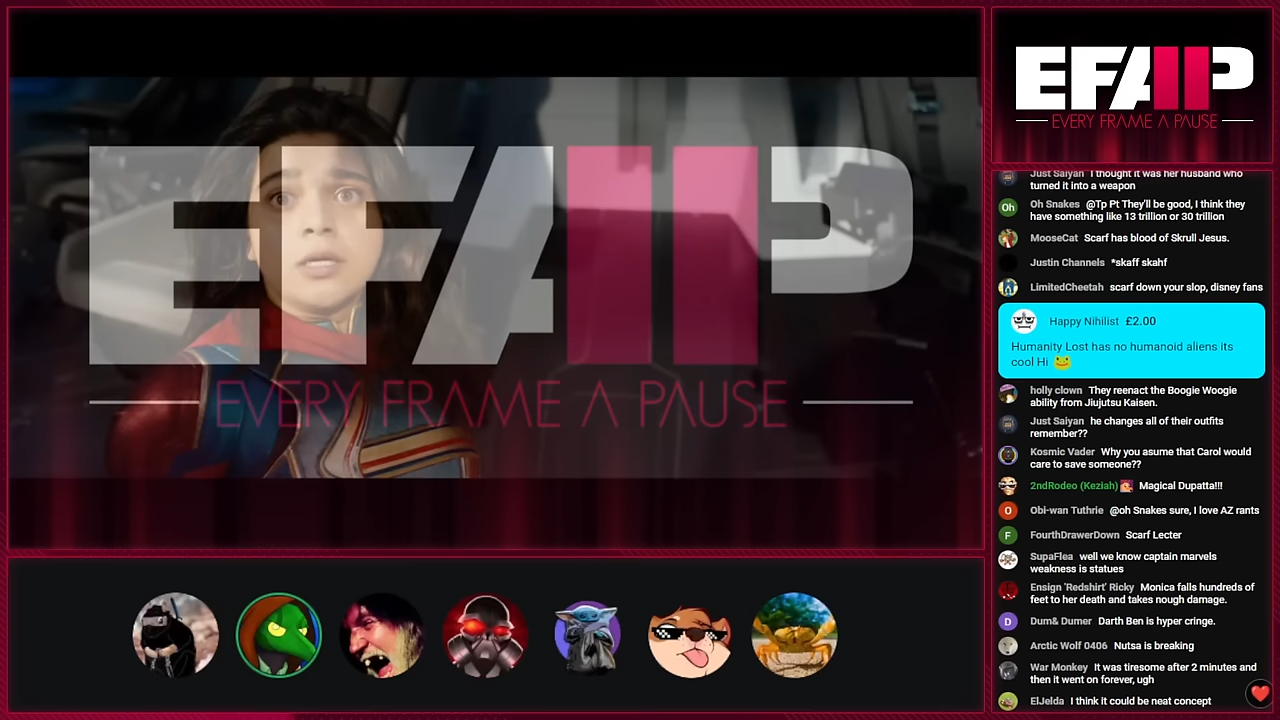 EFAP
EVERY FRAME A PAUSE
EFAP
EVERY FRAME A PAUSE
Just Saiyan I thought it was her husband who
turned it into a weapon
Oh
Oh Snakes @Tp Pt They'll be good, I think they
have something like 13 trillion or 30 trillion
MooseCat Scarf has blood of Skrull Jesus.
Justin Channels *skaff skahf
LimitedCheetah scarf down your slop, disney fans
Happy Nihilist £2.00
Humanity Lost has no humanoid aliens its
cool Hi
holly clown They reenact the Boogie Woogie
ability from Jiujutsu Kaisen.
Just Saiyan he changes all of their outfits
remember??
Kosmic Vader Why you asume that Carol would
care to save someone??
2ndRodeo (Keziah) Magical Dupatta!!!
O
Obi-wan Tuthrie @oh Snakes sure, I love AZ rants
F
FourthDrawerDown Scarf Lecter
SupaFlea well we know captain marvels
weakness is statues
Ensign 'Redshirt' Ricky Monica falls hundreds of
feet to her death and takes nough damage.
D
Dum& Dumer Darth Ben is hyper cringe.
Arctic Wolf 0406 Nutsa is breaking
War Monkey It was tiresome after 2 minutes and
then it went on forever, ugh
ElJelda I think it could be neat concept